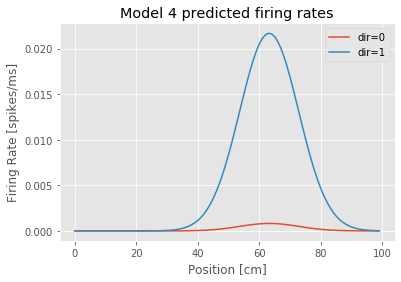 Model 4 predicted firing rates
dir=0
dir=1
Firing Rate [spikes/ms]
0.020
0.015
0.010
0.005
0.000
0
20
40
60
80
100
Position [cm]